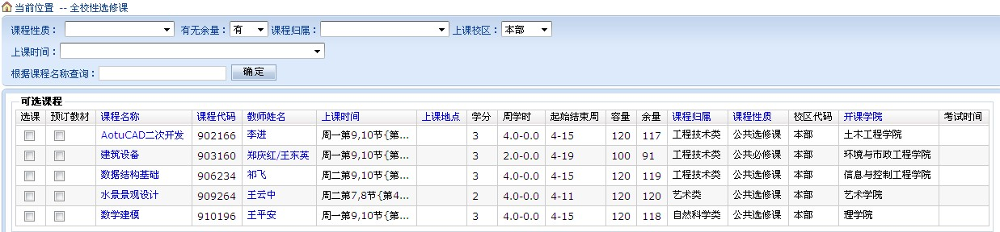 当前位置 -- 全校性选修课
课程性质： 有无余量： 有 课程归属： 上课校区： 本部
上课时间：
根据课程名称查询： 确定
可选课程
选课 预订教材 课程名称 课程代码 教师姓名 上课时间 上课地点 学分 周学时 起始结束周 容量 余量 课程归属 课程性质 校区代码 开课学院 考试时间
AotuCAD二次开发 902166 李进 周一第9,10节{第... 3 4.0-0.0 4-15 120 117 工程技术类 公共选修课 本部 土木工程学院
建筑设备 903160 郑庆红/王东英 周一第9,10节{第... 3 2.0-0.0 4-19 100 91 工程技术类 公共必修课 本部 环境与市政工程学院
数据结构基础 906234 祁飞 周二第9,10节{第... 3 4.0-0.0 4-15 120 119 工程技术类 公共选修课 本部 信息与控制工程学院
水景景观设计 909264 王云中 周二第7,8节{第4... 2 4.0-0.0 4-11 120 120 艺术类 公共选修课 本部 艺术学院
数学建模 910196 王平安 周一第9,10节{第... 3 4.0-0.0 4-15 120 118 自然科学类 公共选修课 本部 理学院